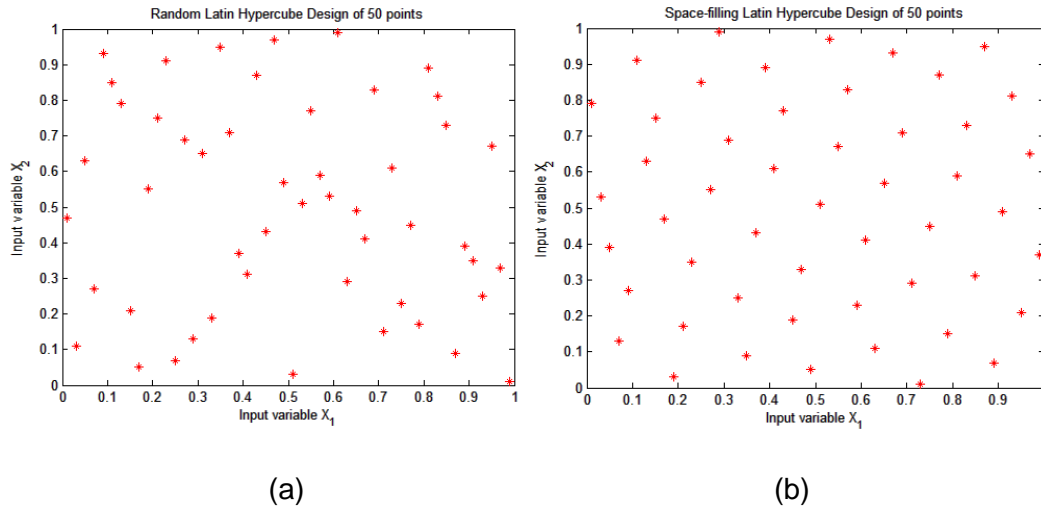 Random Latin Hypercube Design of 50 points
1
0.9
0.8
0.7
0.6
0.5
0.4
0.3
0.2
0.1
0
Input variable X2
0 0.1 0.2 0.3 0.4 0.5 0.6 0.7 0.8 0.9 1
Input variable X1
(a)
Space-filling Latin Hypercube Design of 50 points
1
0.9
0.8
0.7
0.6
0.5
0.4
0.3
0.2
0.1
0
Input variable X2
0 0.1 0.2 0.3 0.4 0.5 0.6 0.7 0.8 0.9
Input variable X1
(b)